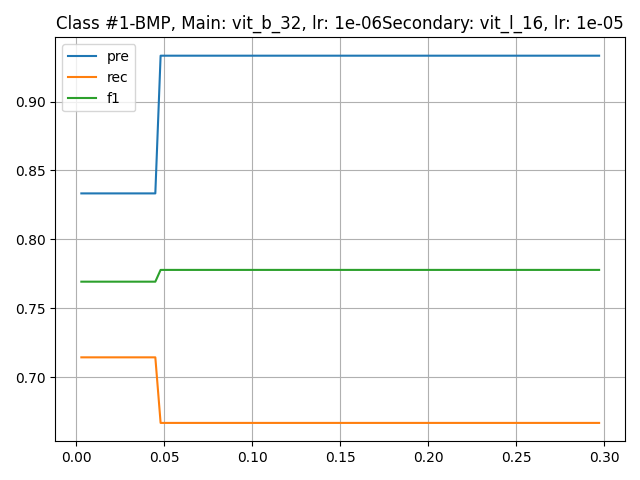 Class #1-BMP, Main: vit_b_32, lr: 1e-06Secondary: vit_l_16, lr: 1e-05
pre
rec
f1
0.90
0.85
0.80
0.75
0.70
0.00 0.05 0.10 0.15 0.20 0.25 0.30